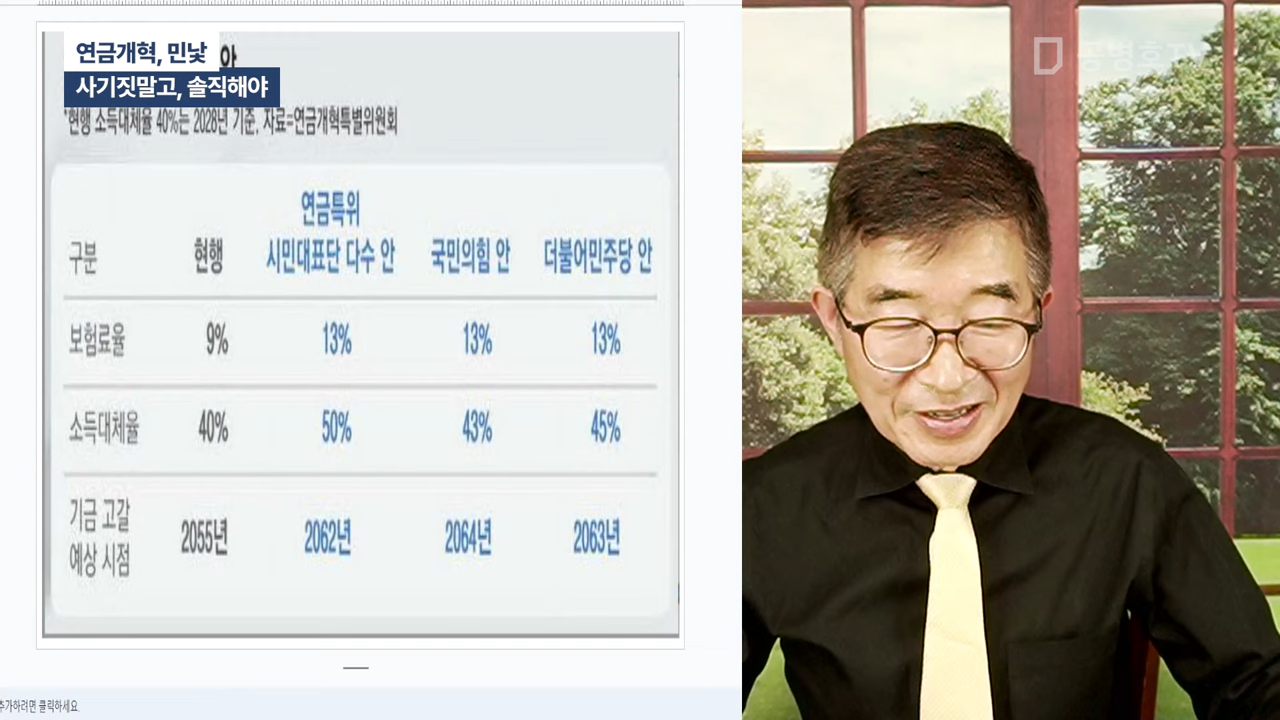 연금개혁, 민낯
안
사기짓말고, 솔직해야
*현행 소득대체율 40%는 2028년 기준. 자료=연금개혁특별위원회
연금특위
구분 현행 시민대표단 다수 안 국민의힘 안 더불어민주당 안
보험료율 9% 13% 13% 13%
소득대체율 40% 50% 43% 45%
기금 고갈
예상 시점 2055년 2062년 2064년 2063년
추가하려면 클릭하세요.
공병호TV